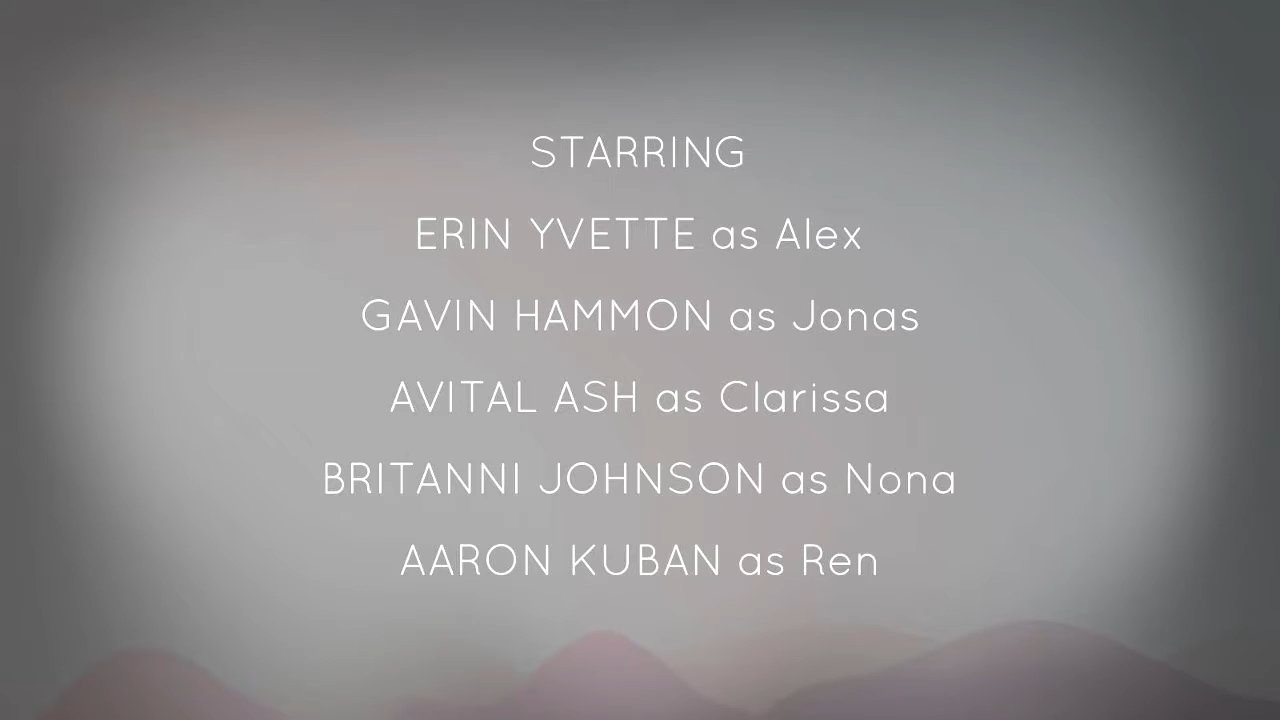 STARRING
ERIN YVETTE as Alex
GAVIN HAMMON as Jonas
AVITAL ASH as Clarissa
BRITANNI JOHNSON as Nona
AARON KUBAN as Ren